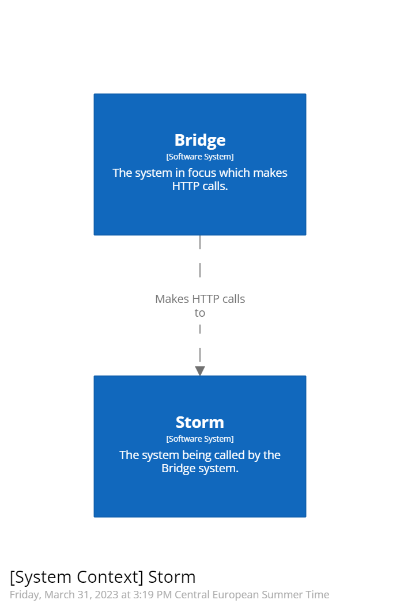 Bridge
[Software System]
The system in focus which makes
HTTP calls.
Makes HTTP calls
to
Storm
[Software System]
The system being called by the
Bridge system.
[System Context] Storm
Friday, March 31, 2023 at 3:19 PM Central European Summer Time